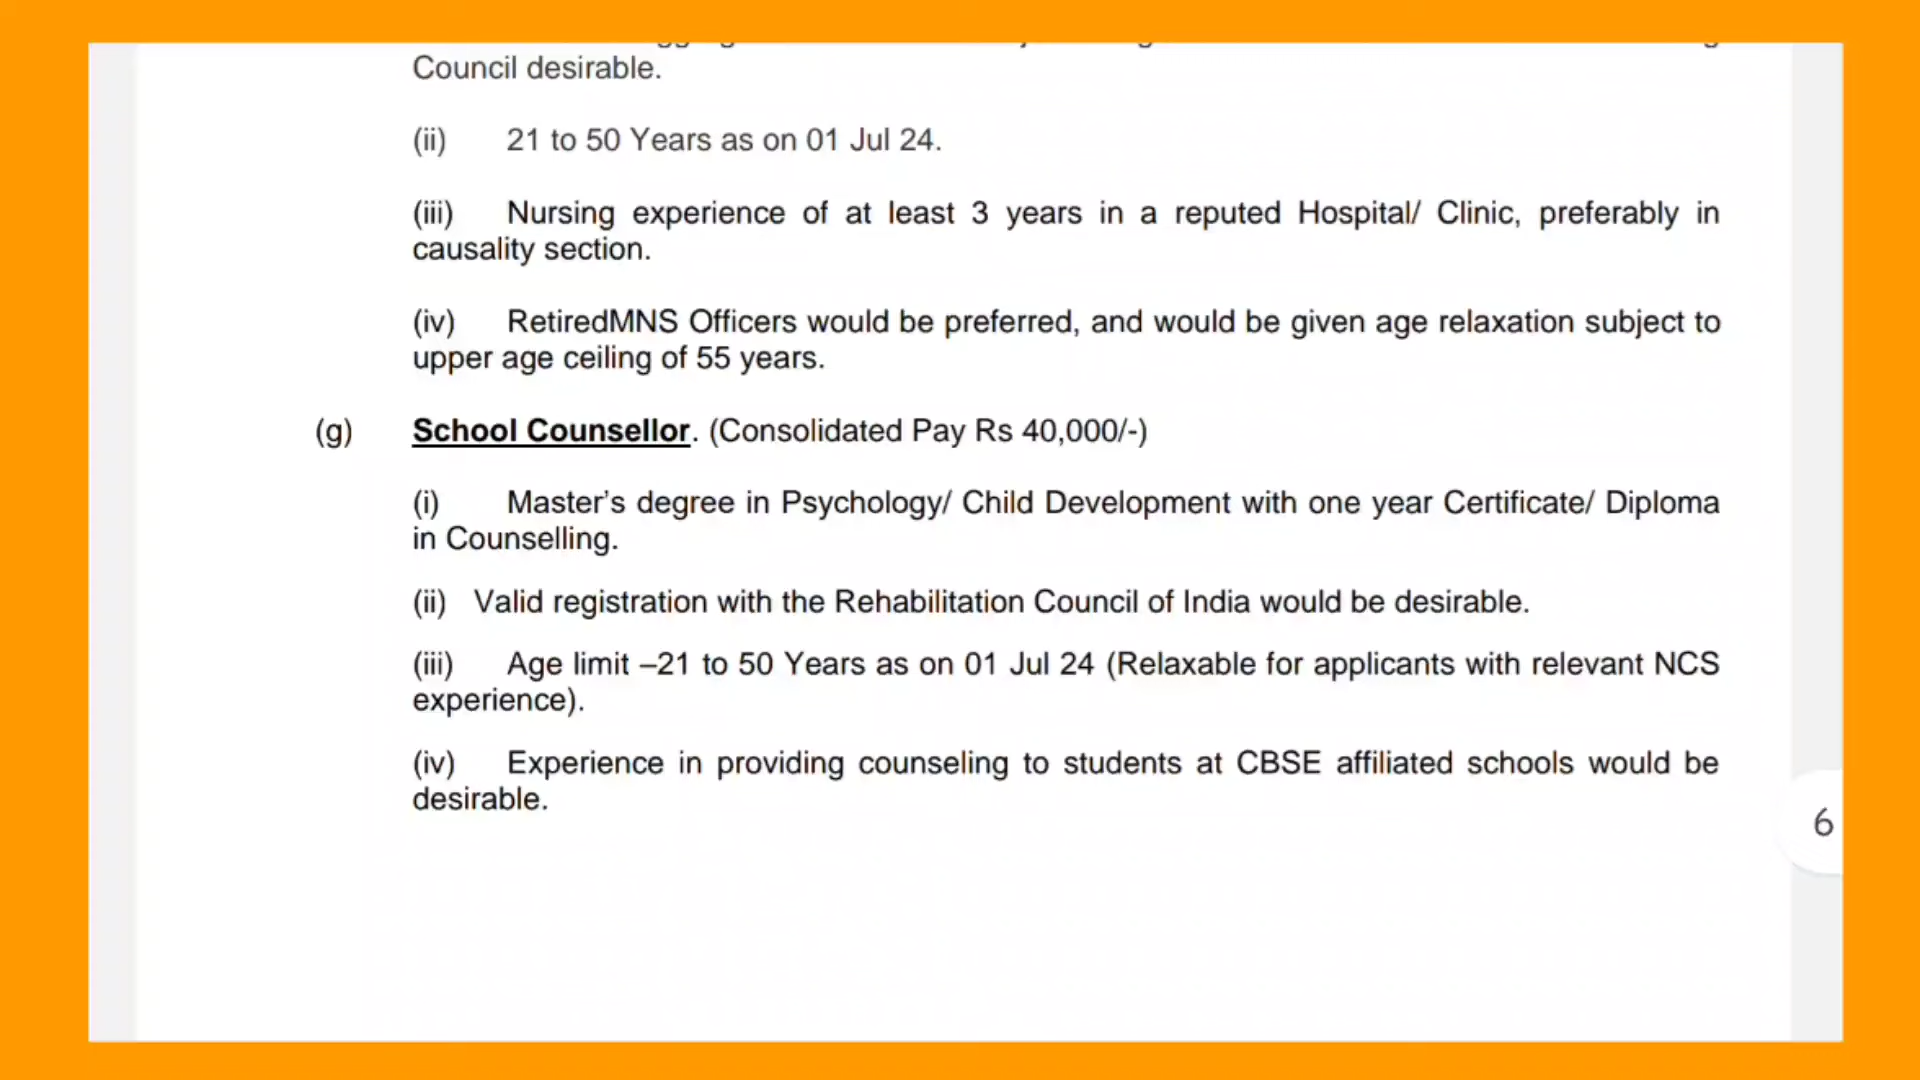 Council desirable.
(ii) 21 to 50 Years as on 01 Jul 24.
(iii) Nursing experience of at least 3 years in a reputed Hospital/ Clinic, preferably in
causality section.
(iv) RetiredMNS Officers would be preferred, and would be given age relaxation subject to
upper age ceiling of 55 years.
(g) School Counsellor. (Consolidated Pay Rs 40,000/-)
(i) Master’s degree in Psychology/ Child Development with one year Certificate/ Diploma
in Counselling.
(ii) Valid registration with the Rehabilitation Council of India would be desirable.
(iii) Age limit –21 to 50 Years as on 01 Jul 24 (Relaxable for applicants with relevant NCS
experience).
(iv) Experience in providing counseling to students at CBSE affiliated schools would be
desirable.
6